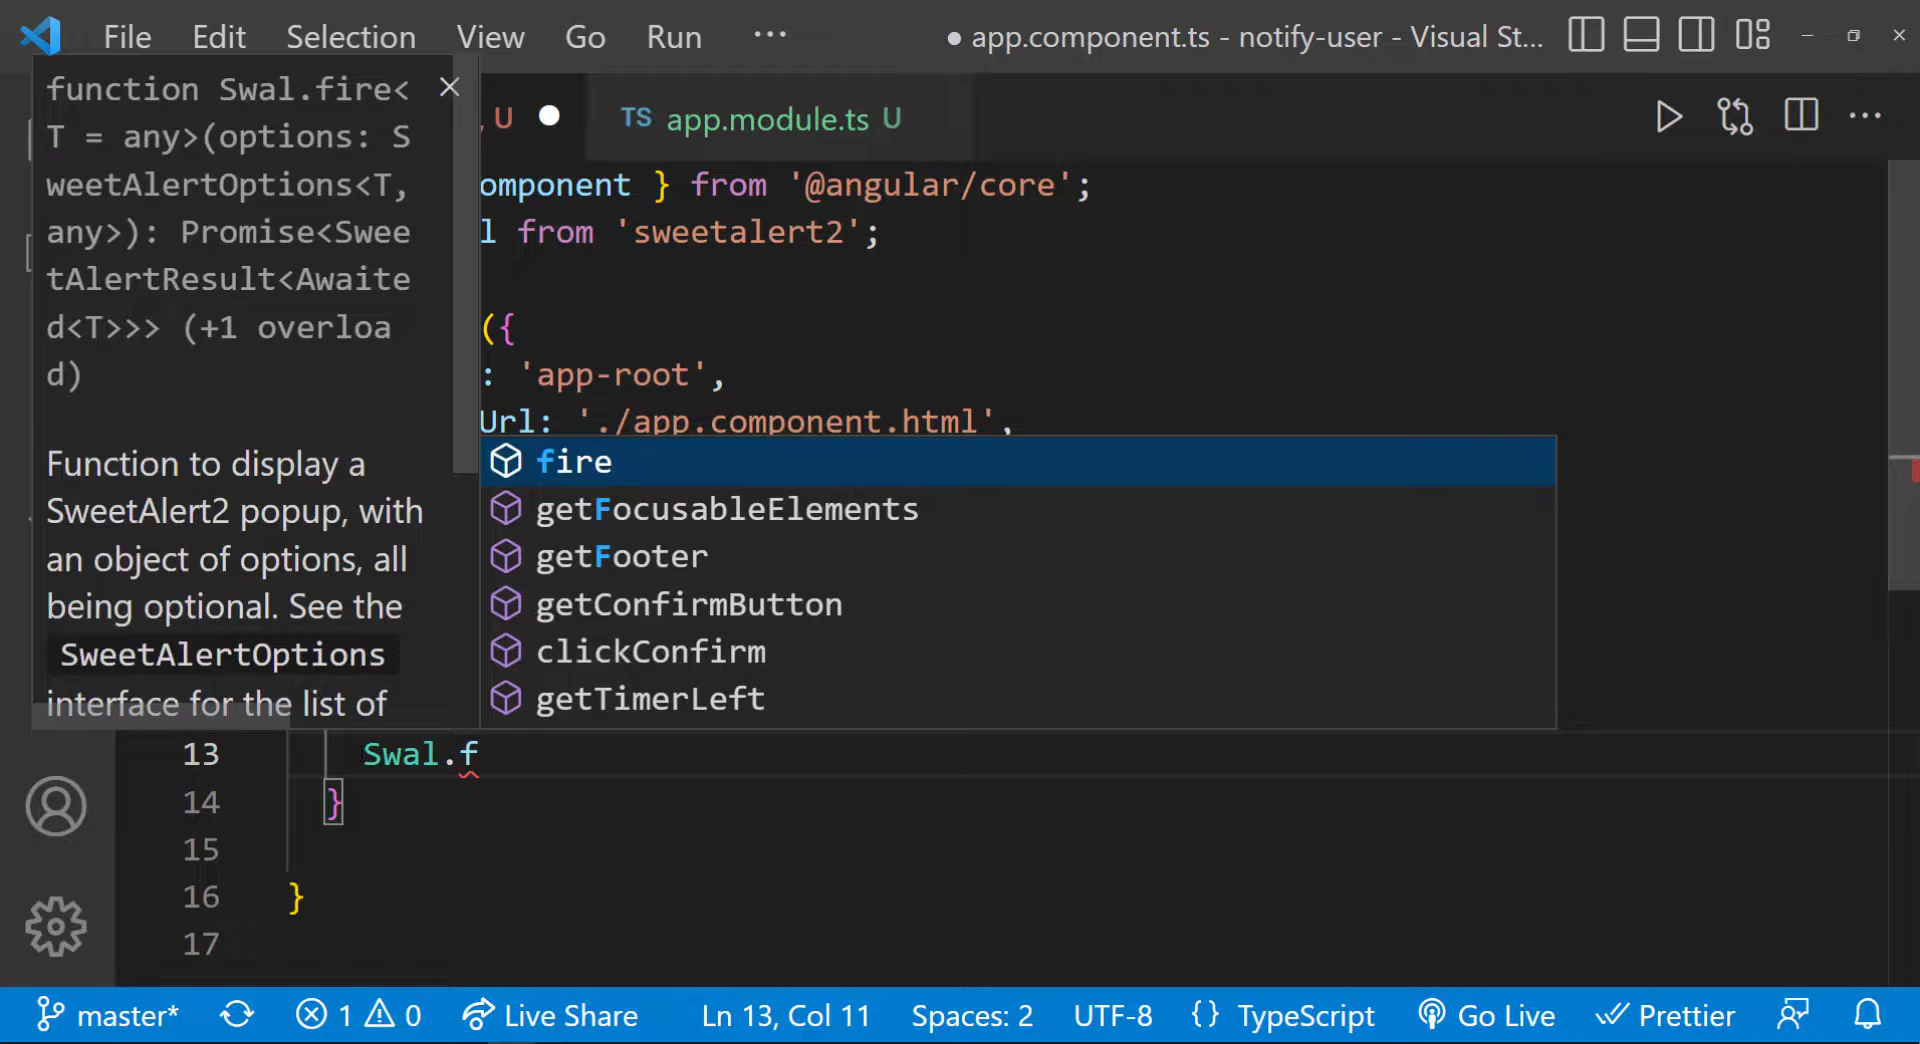 File Edit Selection View Go Run ··· ● app.component.ts - notify-user - Visual St...
U ● TS app.module.ts U
function Swal.fire<
T = any>(options: S
weetAlertOptions<T,
any>): Promise<Swee
tAlertResult<Awaite
d<T>>> (+1 overloa
d)
Function to display a
SweetAlert2 popup, with
an object of options, all
being optional. See the
SweetAlertOptions
interface for the list of
omponent } from '@angular/core';
l from 'sweetalert2';
({
: 'app-root',
Url: './app.component.html',
fire
getFocusableElements
getFooter
getConfirmButton
clickConfirm
getTimerLeft
13 Swal.f
14 }
15
16 }
17
master* 1 0 Live Share Ln 13, Col 11 Spaces: 2 UTF-8 {} TypeScript Go Live Prettier